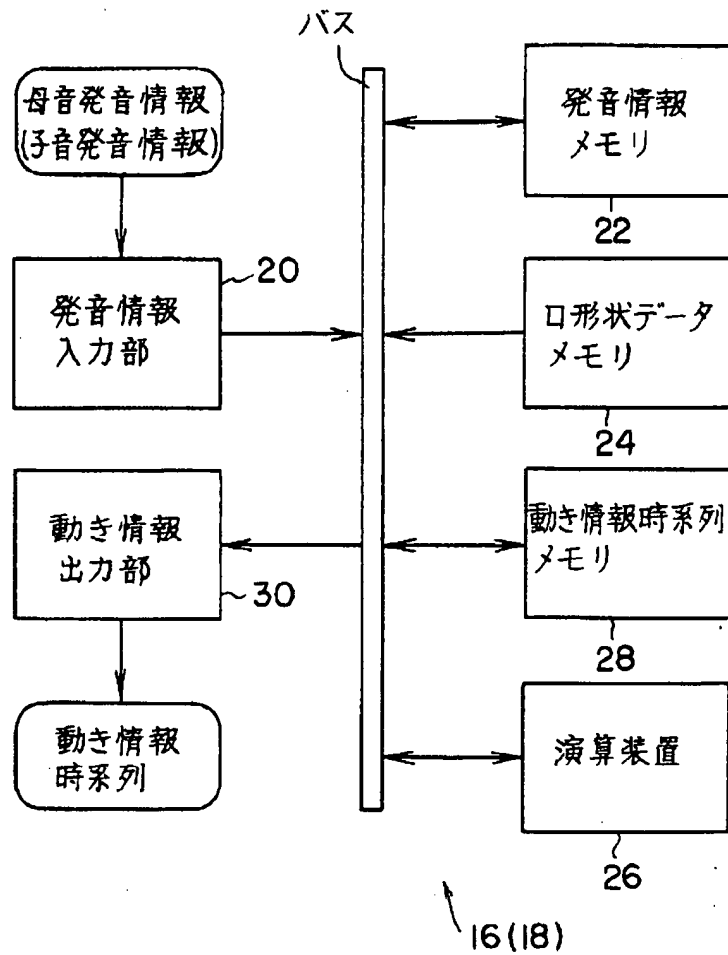 バス
母音発音情報
(子音発音情報)
発音情報
メモリ
22
20
発音情報
入力部
口形状データ
メモリ
24
動き情報
出力部
30
動き情報時系列
メモリ
28
動き情報
時系列
演算装置
26
16(18)